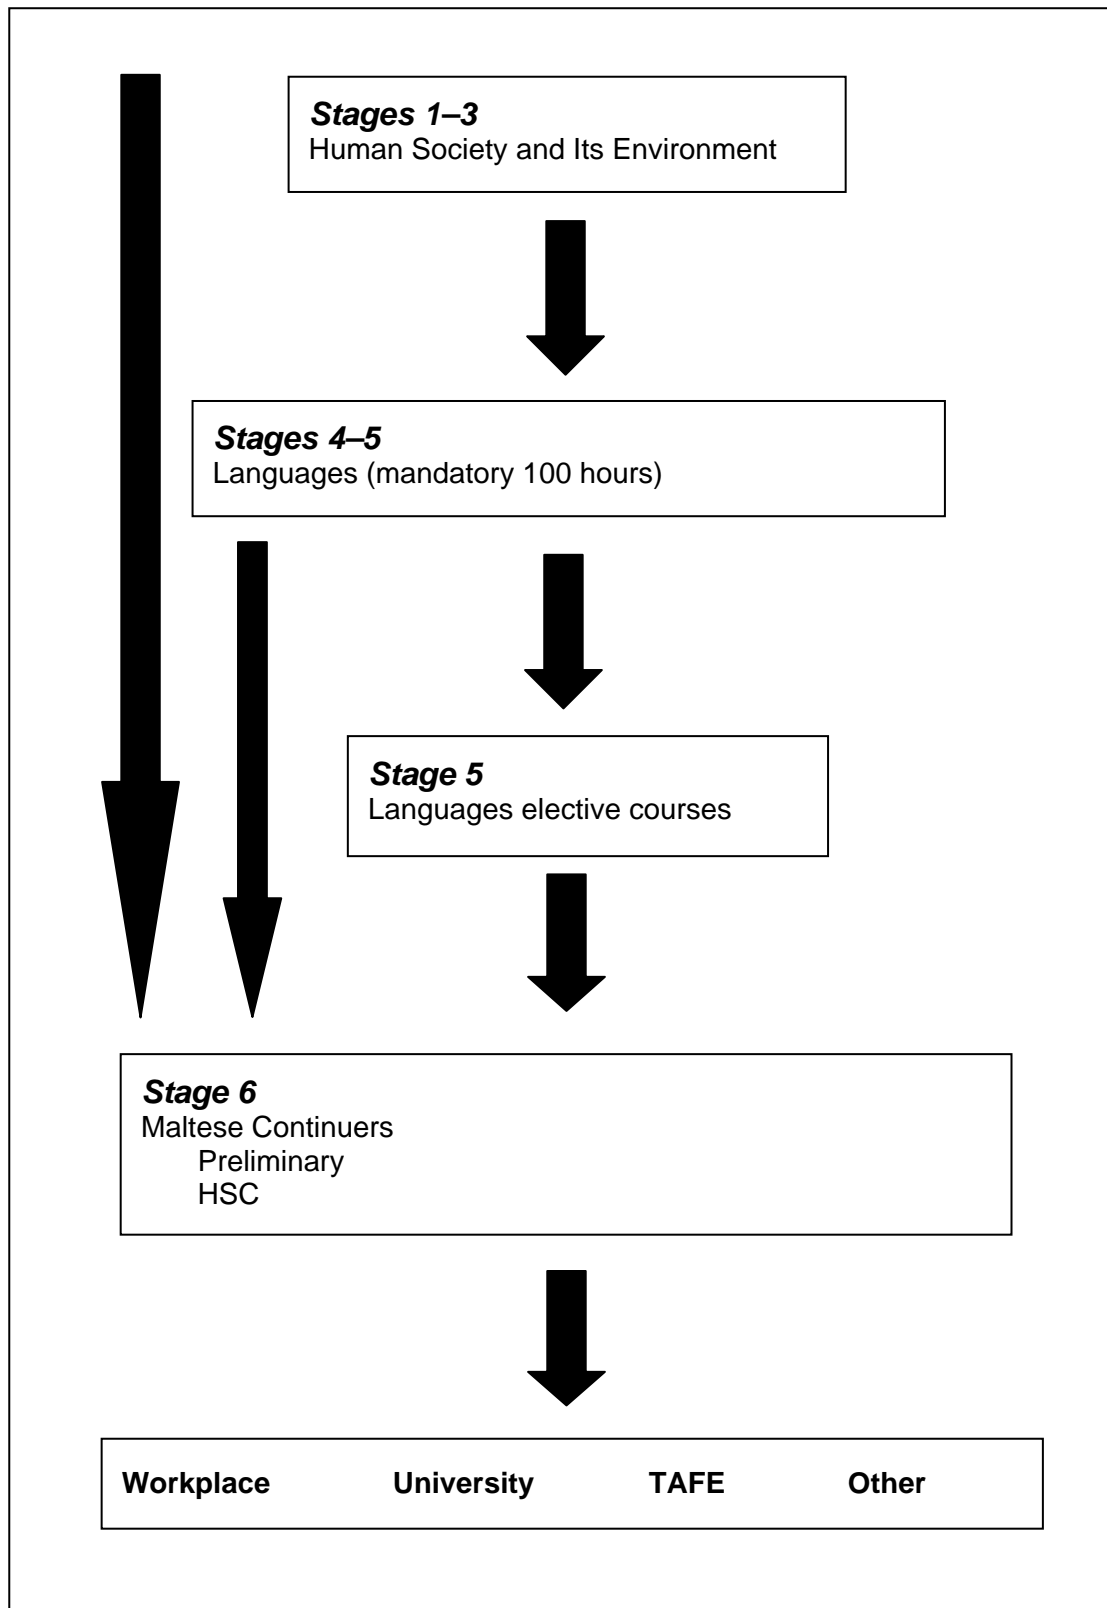 Stages 1–3
Human Society and Its Environment
Stages 4–5
Languages (mandatory 100 hours)
Stage 5
Languages elective courses
Stage 6
Maltese Continuers
Preliminary
HSC
Workplace University TAFE Other